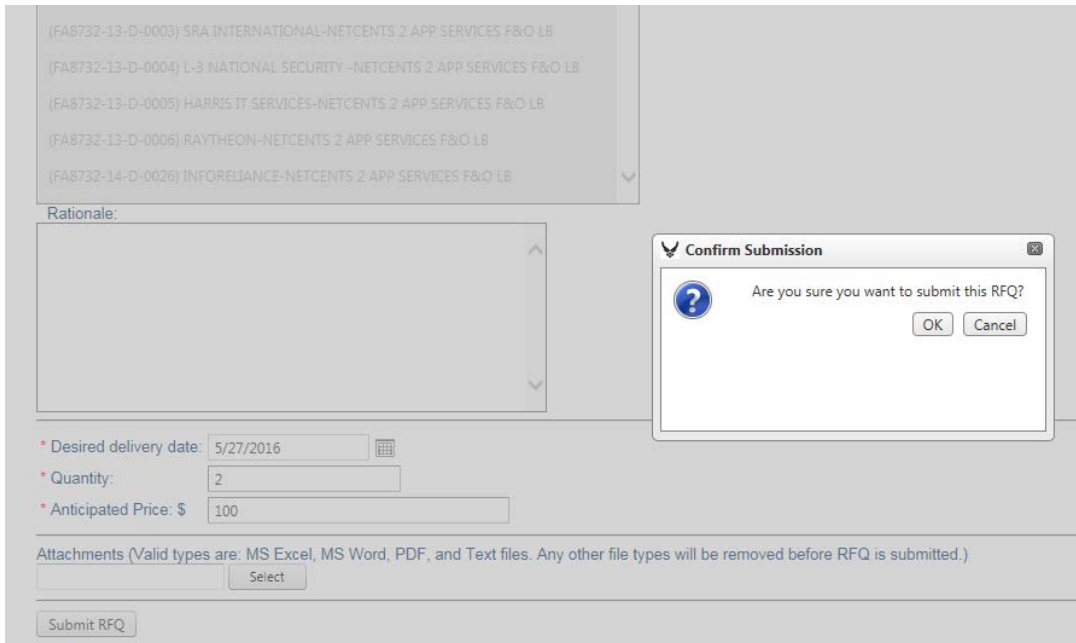 (FA8732-13-D-0003) SRA INTERNATIONAL-NETCENTS 2 APP SERVICES F&O LB
(FA8732-13-D-0004) L-3 NATIONAL SECURITY -NETCENTS 2 APP SERVICES F&O LB
(FA8732-13-D-0005) HARRIS IT SERVICES-NETCENTS 2 APP SERVICES F&O LB
(FA8732-13-D-0006) RAYTHEON-NETCENTS 2 APP SERVICES F&O LB
(FA8732-14-D-0026) INFORELIANCE-NETCENTS 2 APP SERVICES F&O LB
Rationale:
Confirm Submission
Are you sure you want to submit this RFQ?
OK Cancel
* Desired delivery date: 5/27/2016
* Quantity: 2
* Anticipated Price: $ 100
Attachments (Valid types are: MS Excel, MS Word, PDF, and Text files. Any other file types will be removed before RFQ is submitted.)
Select
Submit RFQ